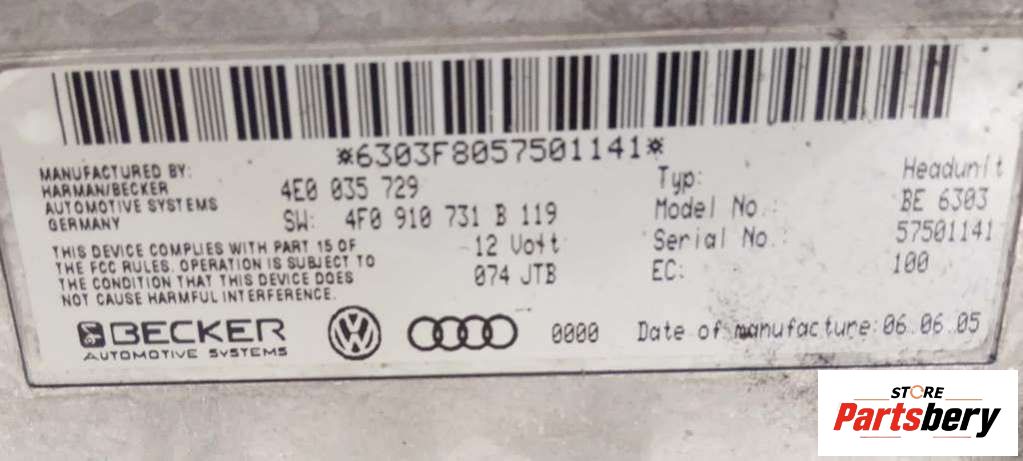 *6303F8057501141*
MANUFACTURED BY:
HARMAN/BECKER
AUTOMOTIVE SYSTEMS
GERMANY
4E0 035 729
SW: 4F0 910 731 B 119
12 Volt
074 JTB
THIS DEVICE COMPLIES WITH PART 15 OF
THE FCC RULES. OPERATION IS SUBJECT TO
THE CONDITION THAT THIS DEVICE DOES
NOT CAUSE HARMFUL INTERFERENCE.
Typ: Headunit
Model No.: BE 6303
Serial No.: 57501141
EC: 100
BECKER
AUTOMOTIVE SYSTEMS
VW
0000
Date of manufacture: 06.06.05
STORE
Partsbery